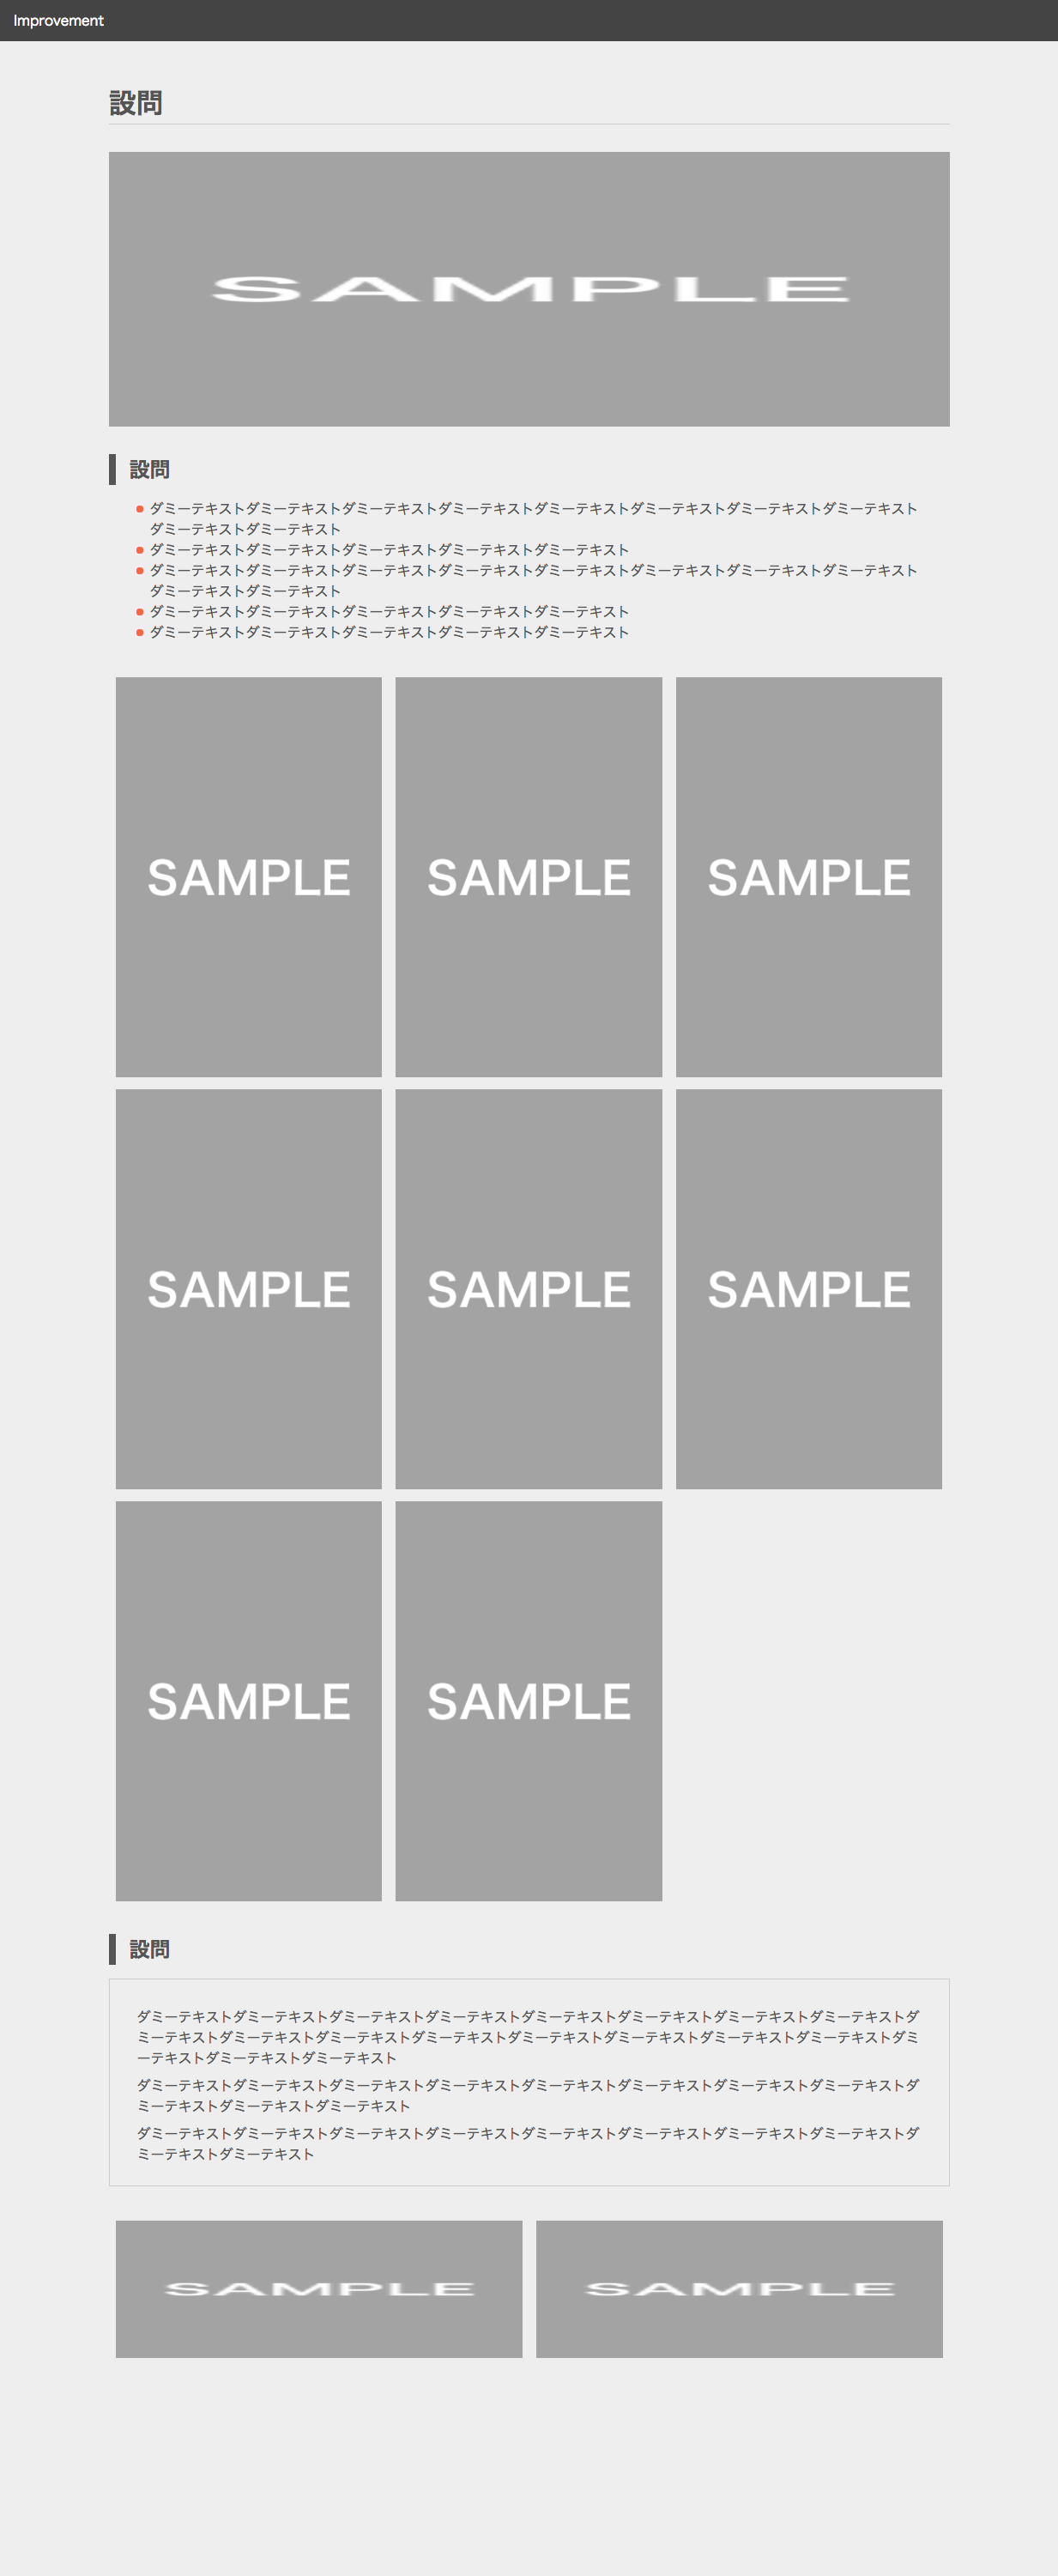 Improvement
設問
SAMPLE
設問
ダミーテキストダミーテキストダミーテキストダミーテキストダミーテキストダミーテキストダミーテキストダミーテキスト
ダミーテキストダミーテキスト
ダミーテキストダミーテキストダミーテキストダミーテキストダミーテキスト
ダミーテキストダミーテキストダミーテキストダミーテキストダミーテキストダミーテキストダミーテキストダミーテキスト
ダミーテキストダミーテキスト
ダミーテキストダミーテキストダミーテキストダミーテキストダミーテキスト
ダミーテキストダミーテキストダミーテキストダミーテキストダミーテキスト
SAMPLE
SAMPLE
SAMPLE
SAMPLE
SAMPLE
SAMPLE
SAMPLE
SAMPLE
設問
ダミーテキストダミーテキストダミーテキストダミーテキストダミーテキストダミーテキストダミーテキストダミーテキストダ
ミーテキストダミーテキストダミーテキストダミーテキストダミーテキストダミーテキストダミーテキストダミーテキストダミ
ーテキストダミーテキストダミーテキスト
ダミーテキストダミーテキストダミーテキストダミーテキストダミーテキストダミーテキストダミーテキストダミーテキストダ
ミーテキストダミーテキストダミーテキスト
ダミーテキストダミーテキストダミーテキストダミーテキストダミーテキストダミーテキストダミーテキストダミーテキストダ
ミーテキストダミーテキスト
SAMPLE
SAMPLE